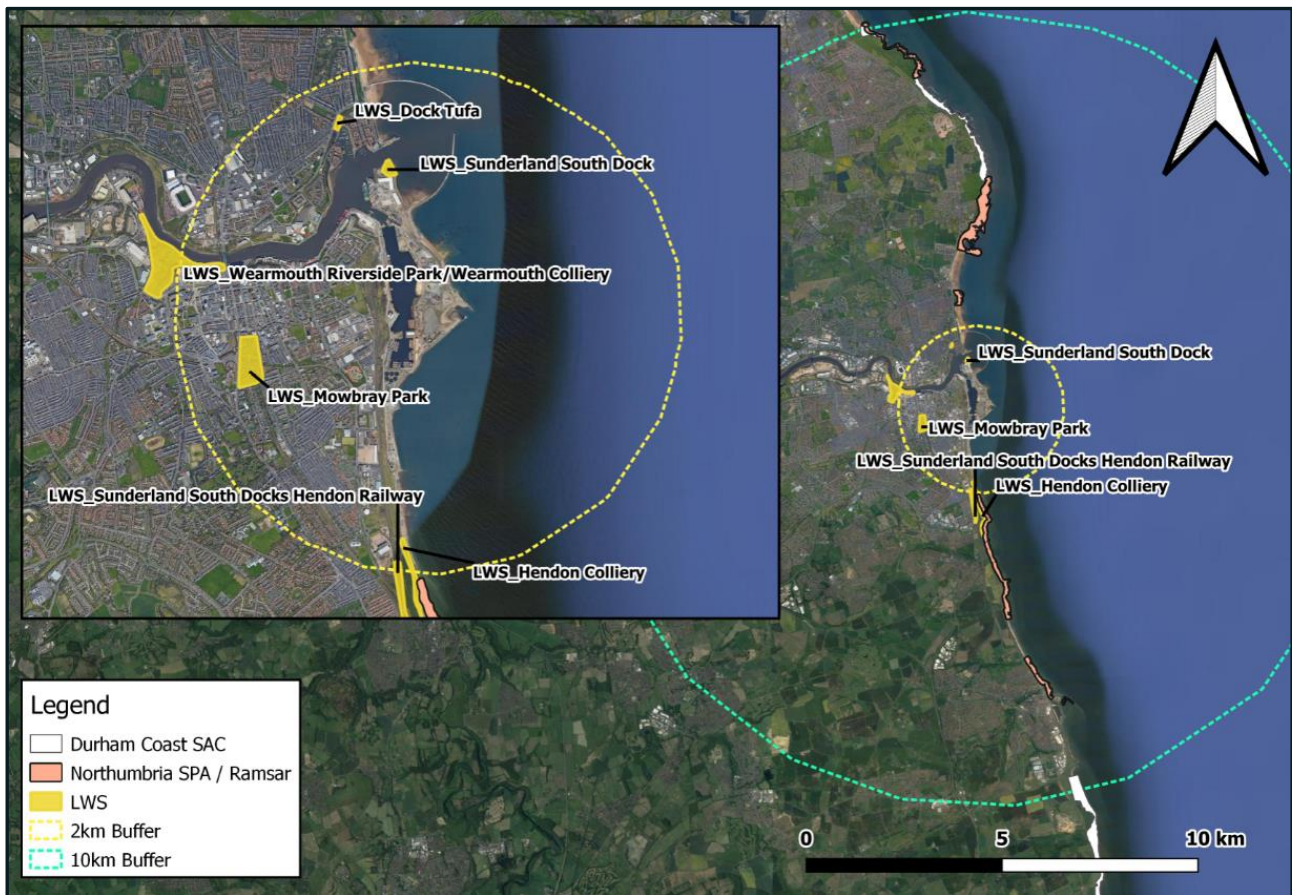 LWS_Dock Tufa
LWS_Sunderland South Dock
LWS_Wearmouth Riverside Park/Wearmouth Colliery
LWS_Mowbray Park
LWS_Sunderland South Docks Hendon Railway
LWS_Hendon Colliery
LWS_Sunderland South Dock
LWS_Mowbray Park
LWS_Sunderland South Docks Hendon Railway
LWS_Hendon Colliery
Legend
Durham Coast SAC
Northumbria SPA / Ramsar
LWS
2km Buffer
10km Buffer
0 5 10 km